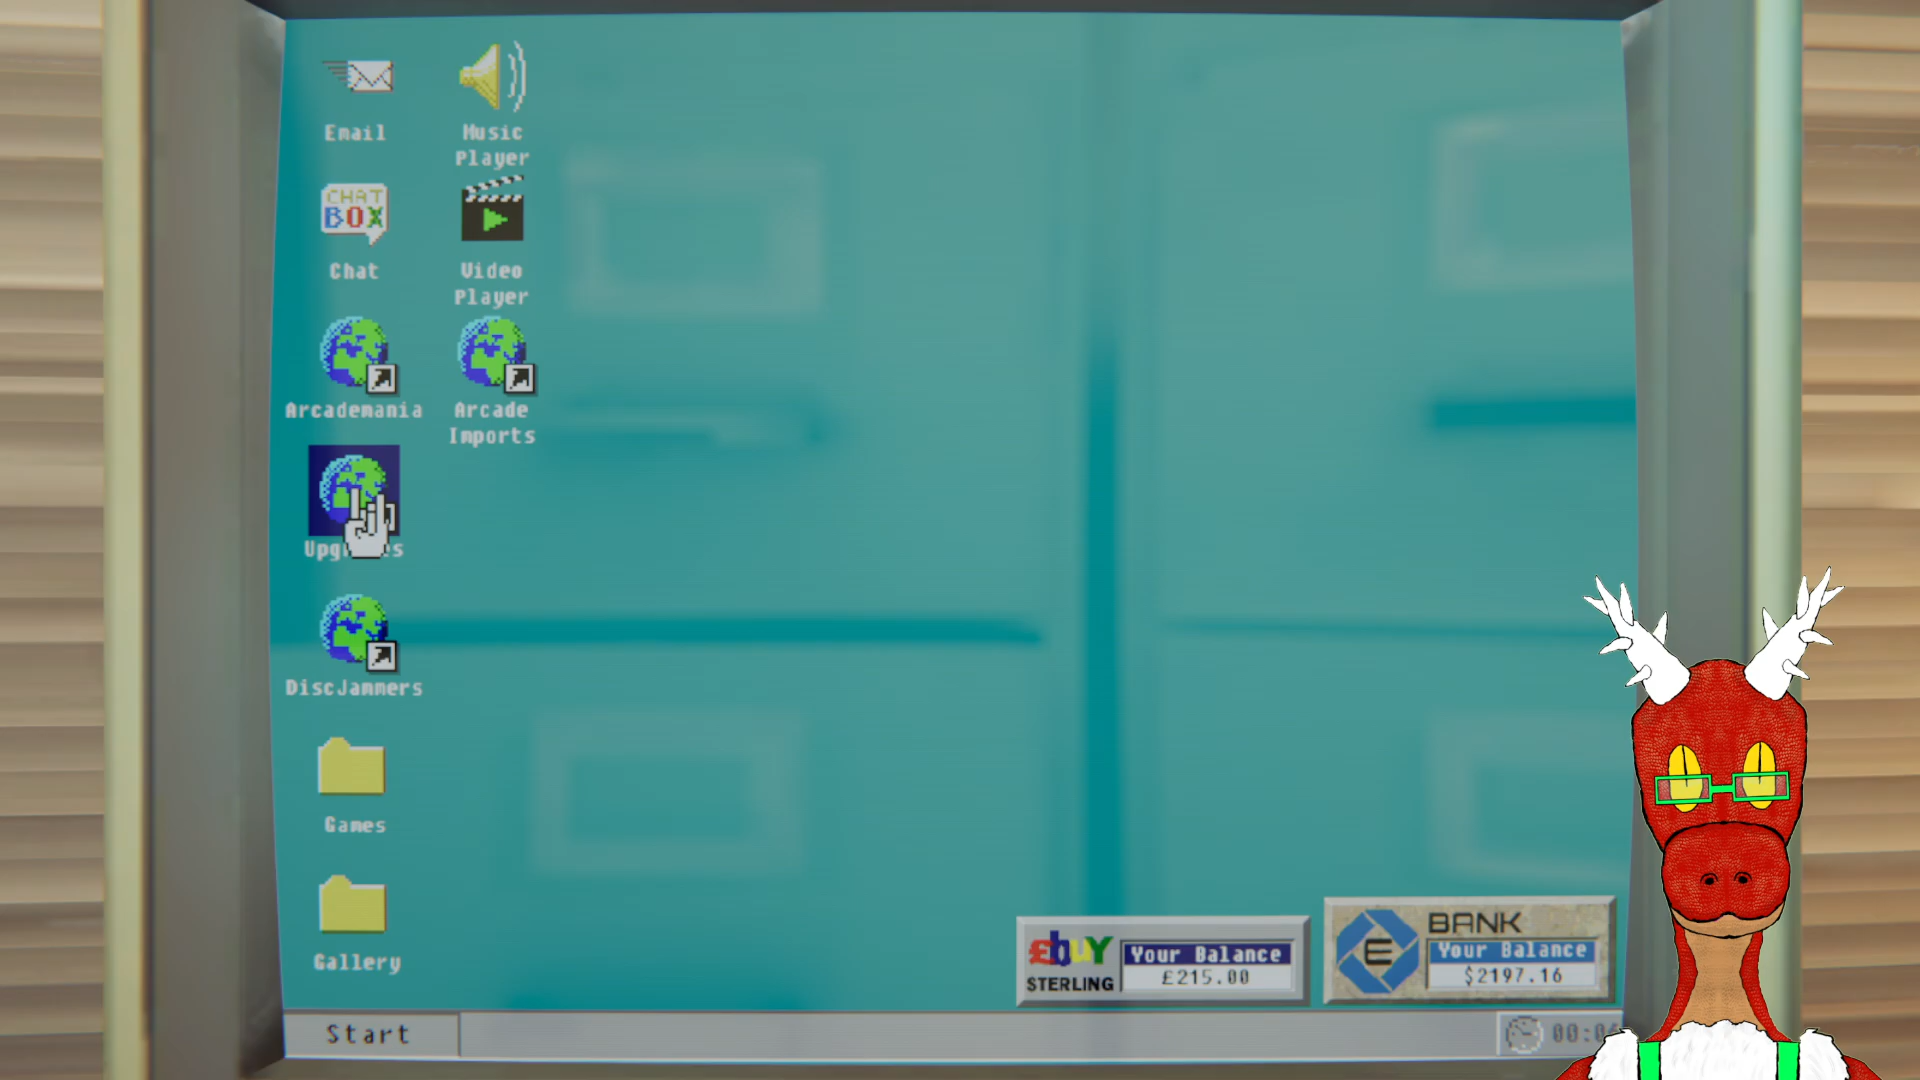 Email
Music
Player
CHAT
BOX
Chat
Video
Player
Arcademania
Arcade
Imports
DiscJammers
Games
Gallery
£buy
STERLING
Your Balance
£215.00
E
BANK
Your Balance
$2197.16
Start